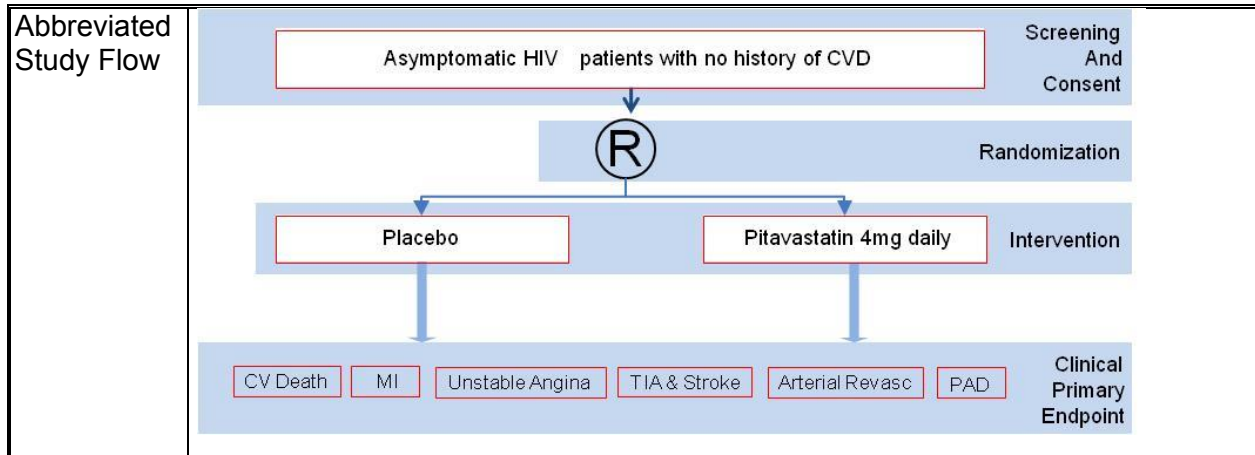 Abbreviated
Study Flow
Asymptomatic HIV patients with no history of CVD
Screening
And
Consent
R
Randomization
Placebo
Pitavastatin 4mg daily
Intervention
CV Death
MI
Unstable Angina
TIA & Stroke
Arterial Revasc
PAD
Clinical
Primary
Endpoint